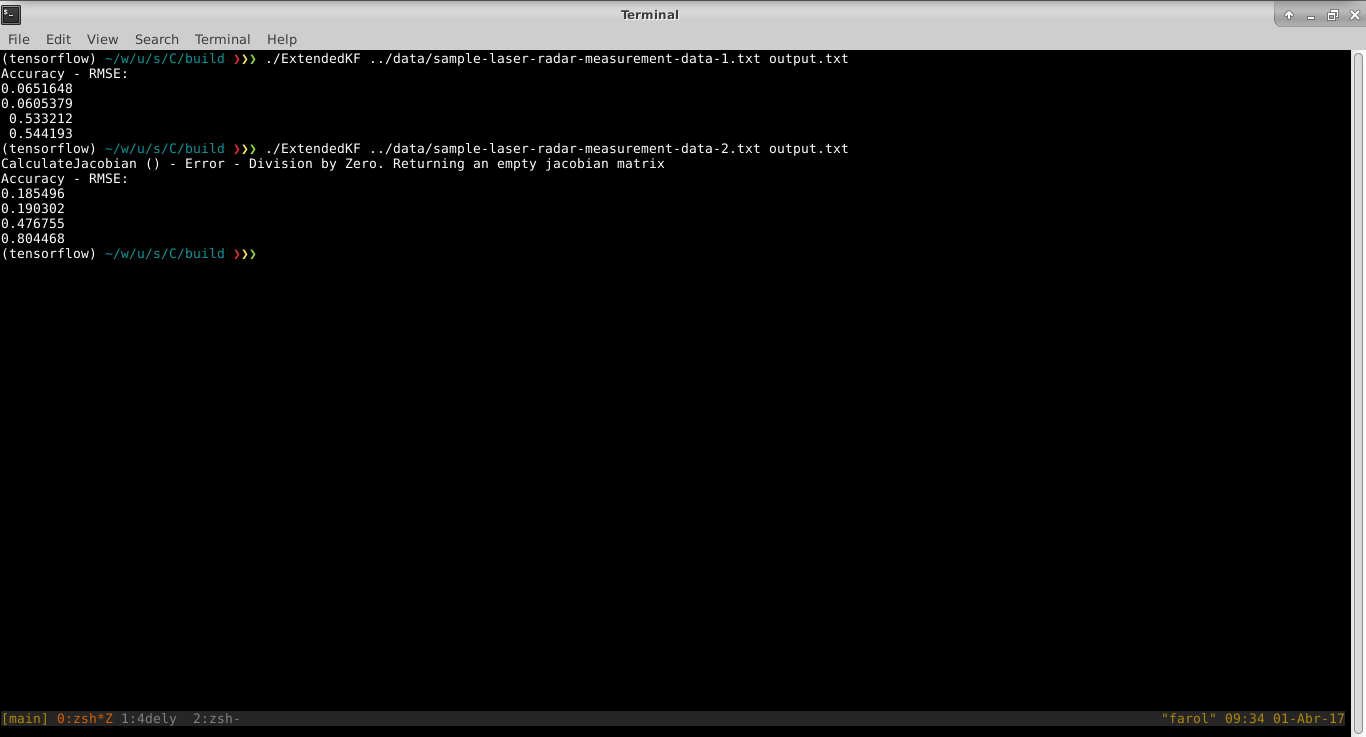 Terminal
File Edit View Search Terminal Help
(tensorflow) ~/w/u/s/C/build ❯❯❯ ./ExtendedKF ../data/sample-laser-radar-measurement-data-1.txt output.txt
Accuracy - RMSE:
0.0651648
0.0605379
0.533212
0.544193
(tensorflow) ~/w/u/s/C/build ❯❯❯ ./ExtendedKF ../data/sample-laser-radar-measurement-data-2.txt output.txt
CalculateJacobian () - Error - Division by Zero. Returning an empty jacobian matrix
Accuracy - RMSE:
0.185496
0.190302
0.476755
0.804468
(tensorflow) ~/w/u/s/C/build ❯❯❯
[main] 0:zsh*Z 1:4dely  2:zsh- "farol" 09:34 01-Abr-17